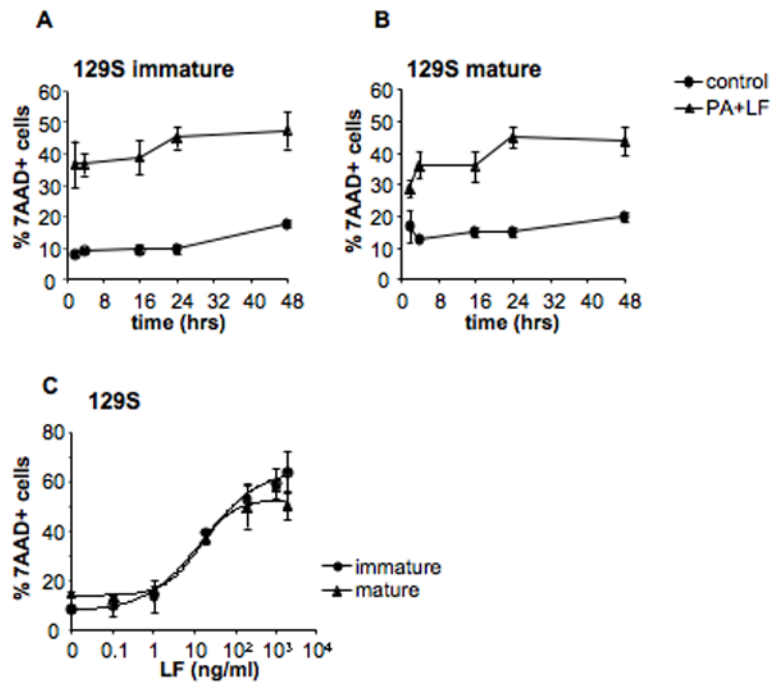 A
B
129S immature
129S mature
control
PA+LF
% 7AAD+ cells
60
50
40
30
20
10
0
0 8 16 24 32 40 48
time (hrs)
% 7AAD+ cells
60
50
40
30
20
10
0
0 8 16 24 32 40 48
time (hrs)
C
129S
% 7AAD+ cells
80
60
40
20
0
0 0.1 1 10 10² 10³ 10⁴
LF (ng/ml)
immature
mature